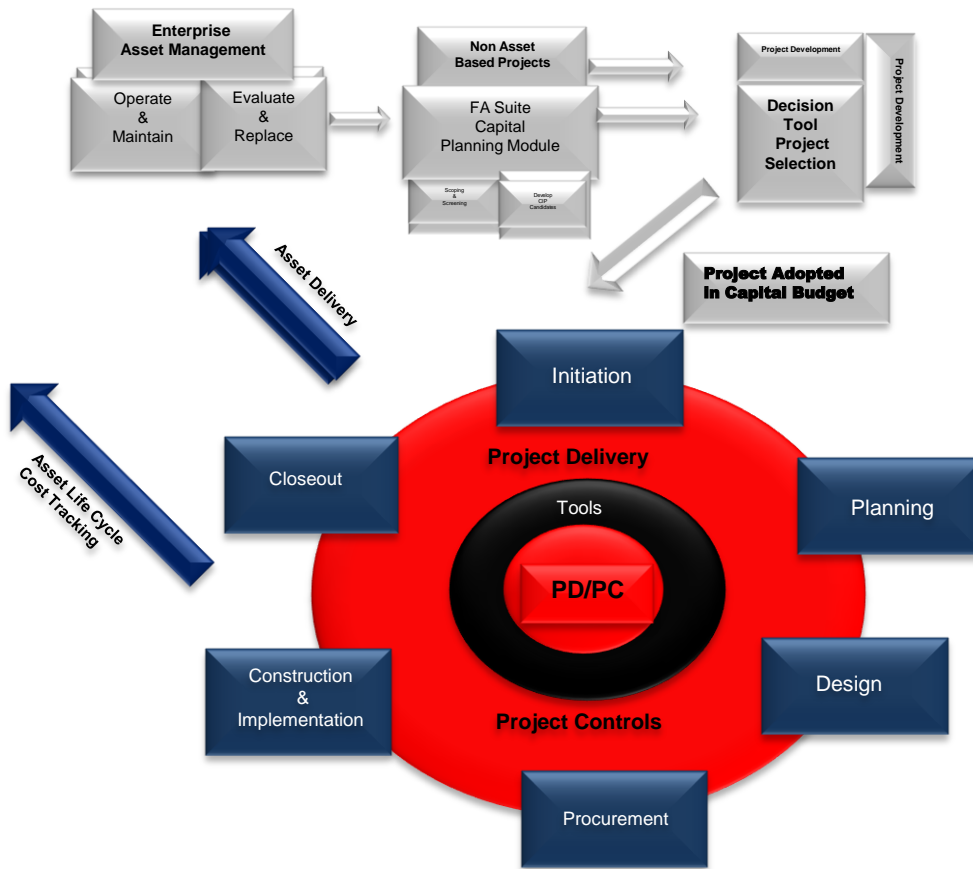 Enterprise
Asset Management
Operate
&
Maintain
Evaluate
&
Replace
Non Asset
Based Projects
FA Suite
Capital
Planning Module
Scoping
&
Screening
Develop
CIP
Candidates
Project Development
Decision
Tool
Project
Selection
Project Development
Project Adopted
In Capital Budget
Asset Delivery
Asset Life Cycle
Cost Tracking
Initiation
Closeout
Project Delivery
Planning
Tools
PD/PC
Construction
&
Implementation
Design
Project Controls
Procurement